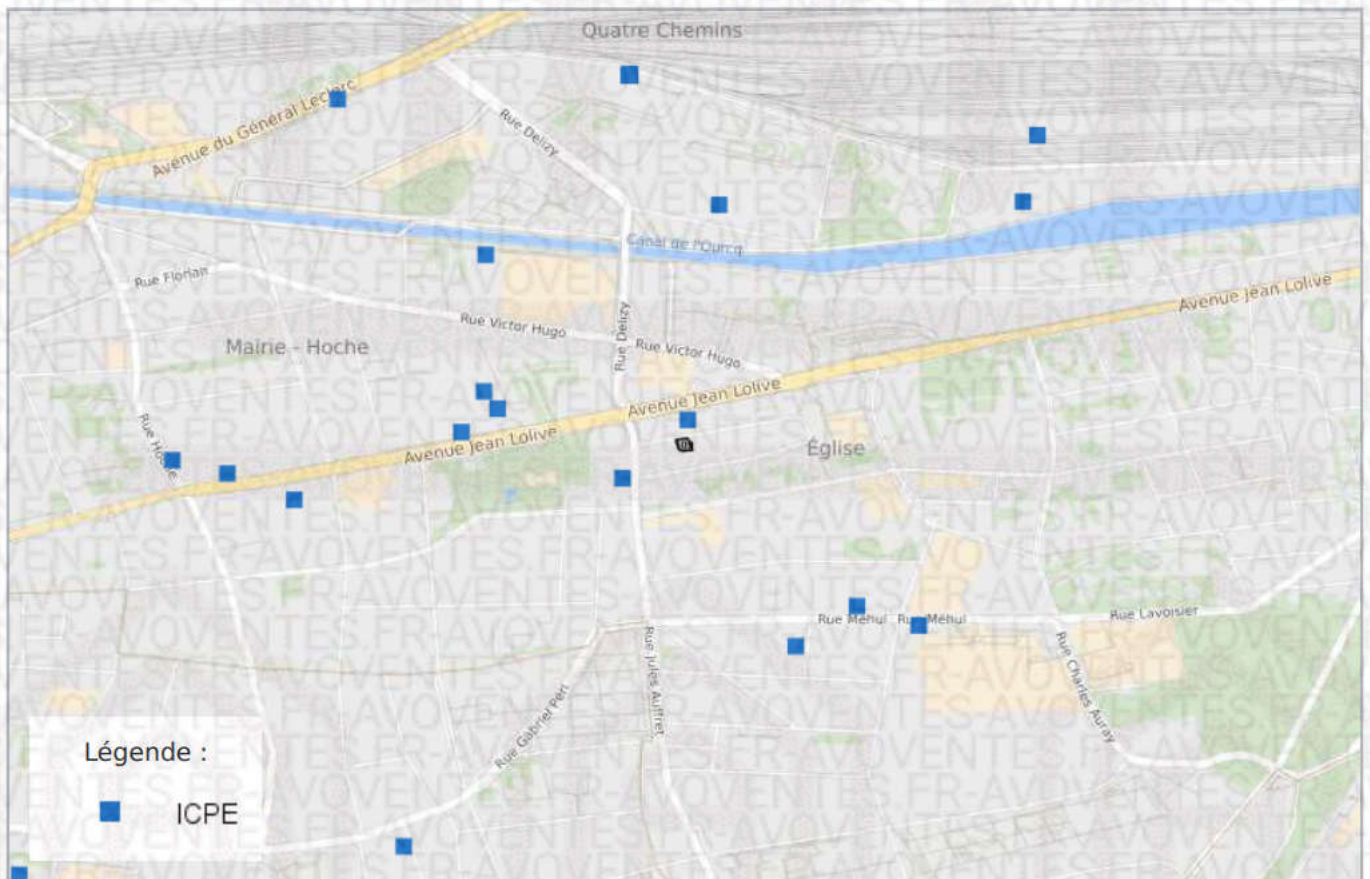 Quatre Chemins
Avenue du Général Leclerc
Rue Delizy
Canal de l'Ourcq
Rue Florian
Avenue Jean Lolive
Rue Victor Hugo
Rue Delizy
Rue Victor Hugo
Mairie - Hoche
Avenue Jean Lolive
Rue Hoche
Avenue Jean Lolive
Église
Rue Méhul
Rue Méhul
Rue Lavoisier
Rue Jules Auffret
Rue Charles Auray
Rue Gabriel Péri
Légende :
ICPE
AVOVENTES.FR